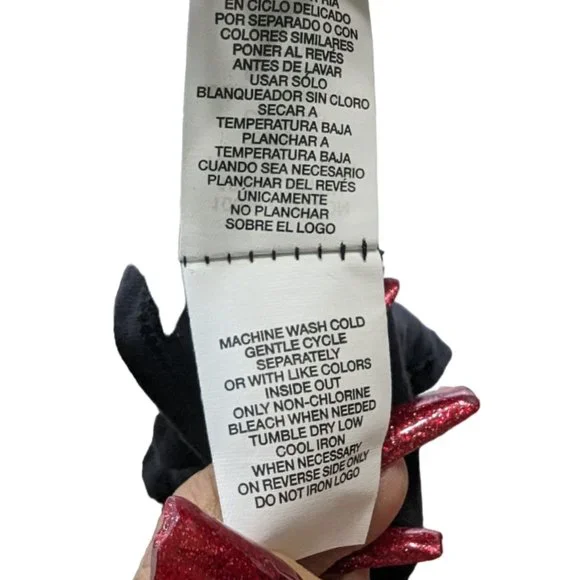 EN CICLO DELICADO
POR SEPARADO O CON
COLORES SIMILARES
PONER AL REVÉS
ANTES DE LAVAR
USAR SÓLO
BLANQUEADOR SIN CLORO
SECAR A
TEMPERATURA BAJA
PLANCHAR A
TEMPERATURA BAJA
CUANDO SEA NECESARIO
PLANCHAR DEL REVÉS
ÚNICAMENTE
NO PLANCHAR
SOBRE EL LOGO
MACHINE WASH COLD
GENTLE CYCLE
SEPARATELY
OR WITH LIKE COLORS
INSIDE OUT
ONLY NON-CHLORINE
BLEACH WHEN NEEDED
TUMBLE DRY LOW
COOL IRON
WHEN NECESSARY
ON REVERSE SIDE ONLY
DO NOT IRON LOGO